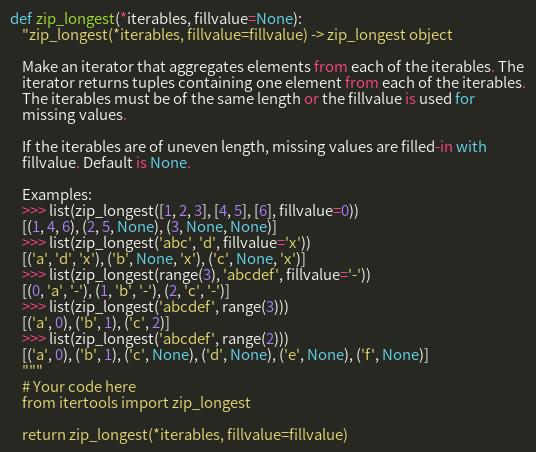 def zip_longest(*iterables, fillvalue=None):
"zip_longest(*iterables, fillvalue=fillvalue) -> zip_longest object
Make an iterator that aggregates elements from each of the iterables. The
iterator returns tuples containing one element from each of the iterables.
The iterables must be of the same length or the fillvalue is used for
missing values.
If the iterables are of uneven length, missing values are filled-in with
fillvalue. Default is None.
Examples:
>>> list(zip_longest([1, 2, 3], [4, 5], [6], fillvalue=0))
[(1, 4, 6), (2, 5, None), (3, None, None)]
>>> list(zip_longest('abc', 'd', fillvalue='x'))
[('a', 'd', 'x'), ('b', None, 'x'), ('c', None, 'x')]
>>> list(zip_longest(range(3), 'abcdef', fillvalue='-'))
[(0, 'a', '-'), (1, 'b', '-'), (2, 'c', '-')]
>>> list(zip_longest('abcdef', range(3)))
[('a', 0), ('b', 1), ('c', 2)]
>>> list(zip_longest('abcdef', range(2)))
[('a', 0), ('b', 1), ('c', None), ('d', None), ('e', None), ('f', None)]
"""
# Your code here
from itertools import zip_longest
return zip_longest(*iterables, fillvalue=fillvalue)